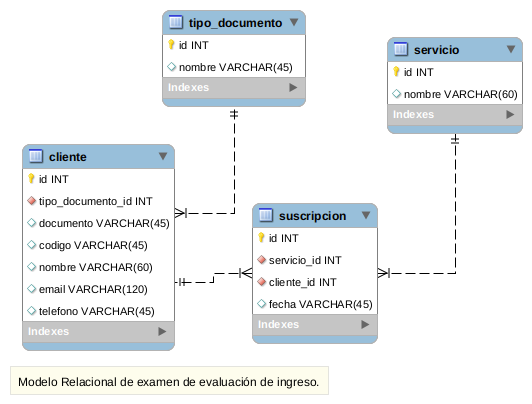 tipo_documento
id INT
nombre VARCHAR(45)
Indexes
servicio
id INT
nombre VARCHAR(60)
Indexes
cliente
id INT
tipo_documento_id INT
documento VARCHAR(45)
codigo VARCHAR(45)
nombre VARCHAR(60)
email VARCHAR(120)
telefono VARCHAR(45)
Indexes
suscripcion
id INT
servicio_id INT
cliente_id INT
fecha VARCHAR(45)
Indexes
Modelo Relacional de examen de evaluación de ingreso.